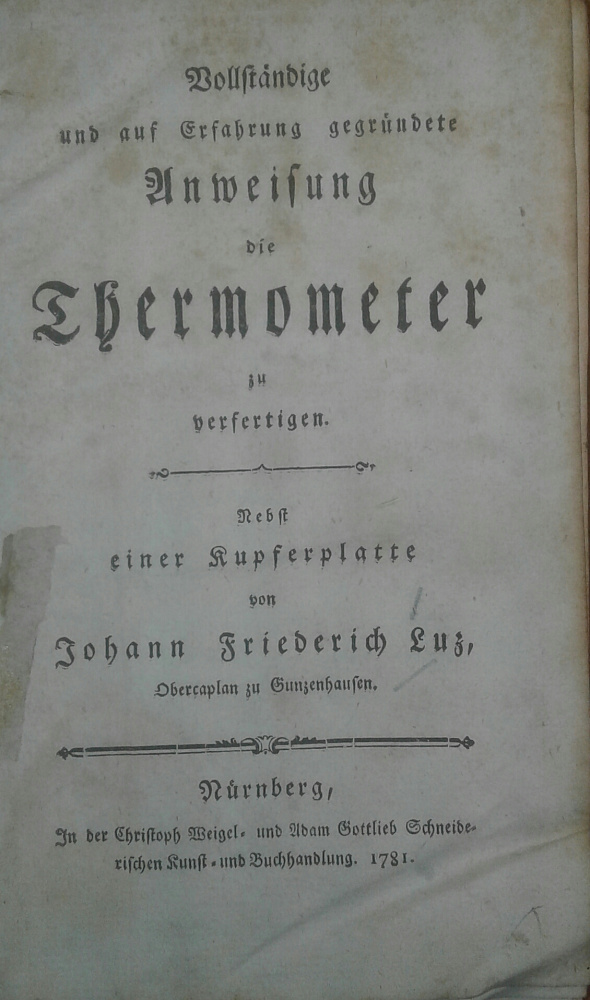 Vollständige
und auf Erfahrung gegründete
Anweisung
die
Thermometer
zu
verfertigen.
Nebst
einer Kupferplatte
von
Johann Friederich Luz,
Obercaplan zu Gunzenhausen.
Nürnberg,
In der Christoph Weigel- und Adam Gottlieb Schneide-
rischen Kunst-und Buchhandlung. 1781.